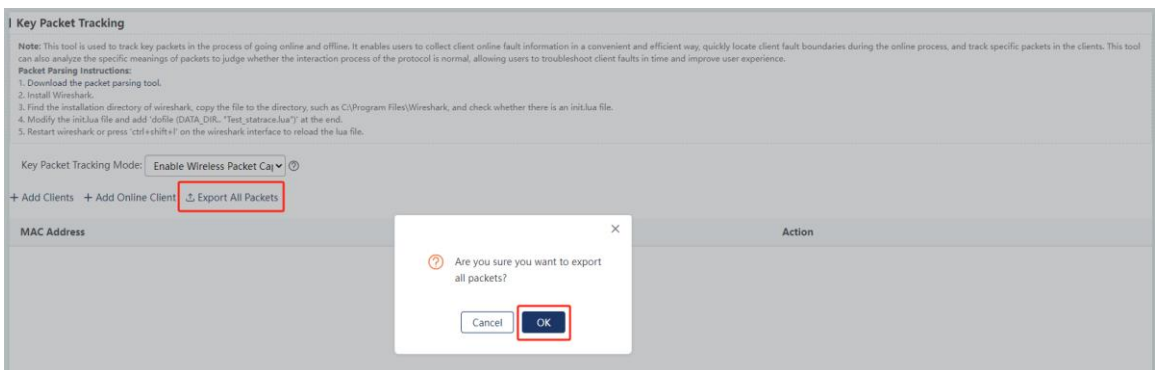 Key Packet Tracking
Note: This tool is used to track key packets in the process of going online and offline. It enables users to collect client online fault information in a convenient and efficient way, quickly locate client fault boundaries during the online process, and track specific packets in the clients. This tool
can also analyze the specific meanings of packets to judge whether the interaction process of the protocol is normal, allowing users to troubleshoot client faults in time and improve user experience.
Packet Parsing Instructions:
1. Download the packet parsing tool.
2. Install Wireshark.
3. Find the installation directory of wireshark, copy the file to the directory, such as C:\Program Files\Wireshark, and check whether there is an init.lua file.
4. Modify the init.lua file and add 'dofile (DATA_DIR.. "Test_statrace.lua")' at the end.
5. Restart wireshark or press 'ctrl+shift+l' on the wireshark interface to reload the lua file.
Key Packet Tracking Mode: Enable Wireless Packet Cap
+ Add Clients + Add Online Client Export All Packets
MAC Address Action
Are you sure you want to export
all packets?
Cancel OK